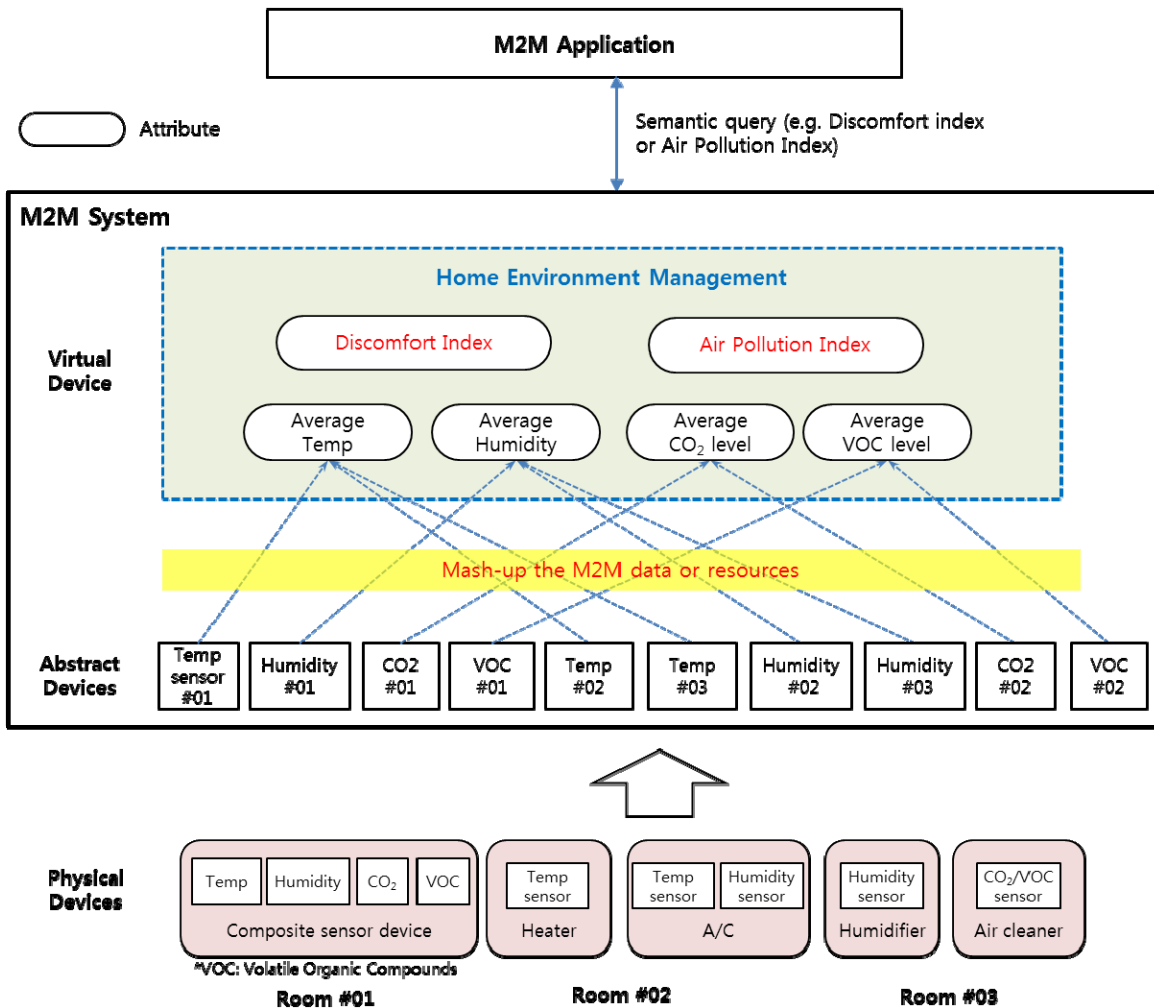 M2M Application
Attribute
Semantic query (e.g. Discomfort index
or Air Pollution Index)
M2M System
Home Environment Management
Virtual
Device
Discomfort Index
Air Pollution Index
Average
Temp
Average
Humidity
Average
CO₂ level
Average
VOC level
Mash-up the M2M data or resources
Abstract
Devices
Temp
sensor
#01
Humidity
#01
CO2
#01
VOC
#01
Temp
#02
Temp
#03
Humidity
#02
Humidity
#03
CO2
#02
VOC
#02
Physical
Devices
Temp
Humidity
CO₂
VOC
Composite sensor device
Temp
sensor
Heater
Temp
sensor
Humidity
sensor
A/C
Humidity
sensor
Humidifier
CO₂/VOC
sensor
Air cleaner
*VOC: Volatile Organic Compounds
Room #01
Room #02
Room #03